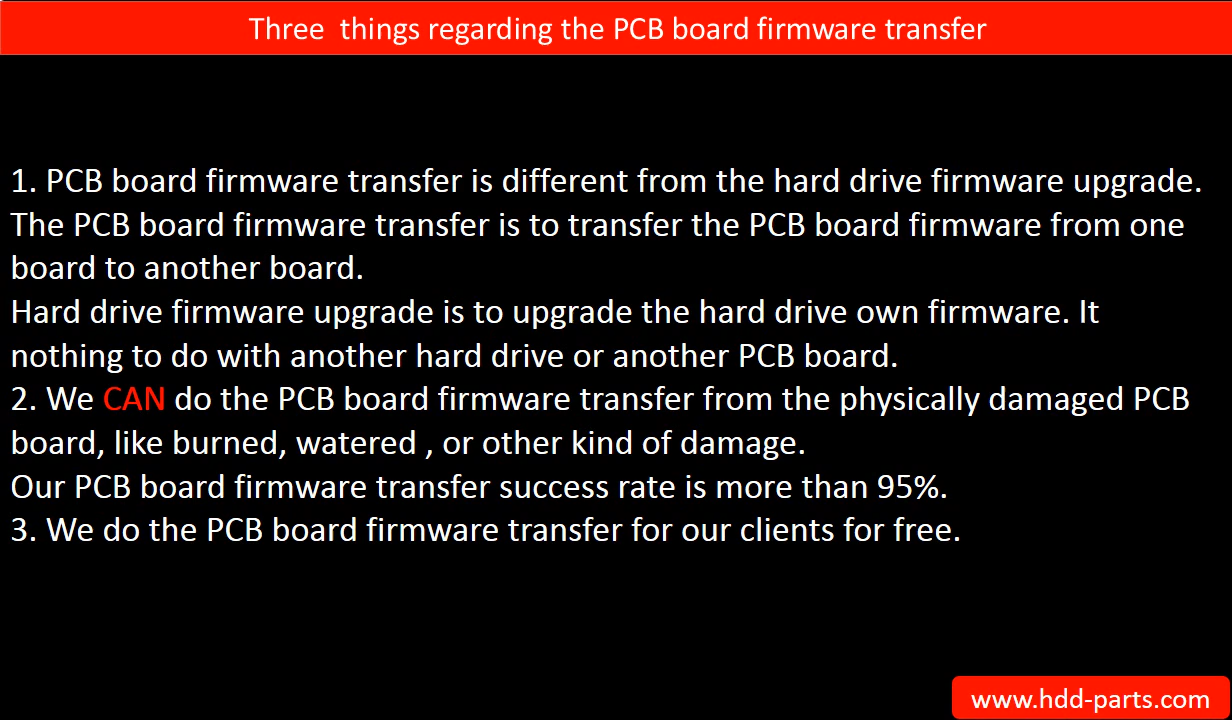 Three  things regarding the PCB board firmware transfer
1. PCB board firmware transfer is different from the hard drive firmware upgrade.
The PCB board firmware transfer is to transfer the PCB board firmware from one
board to another board.
Hard drive firmware upgrade is to upgrade the hard drive own firmware. It
nothing to do with another hard drive or another PCB board.
2. We CAN do the PCB board firmware transfer from the physically damaged PCB
board, like burned, watered , or other kind of damage.
Our PCB board firmware transfer success rate is more than 95%.
3. We do the PCB board firmware transfer for our clients for free.
www.hdd-parts.com